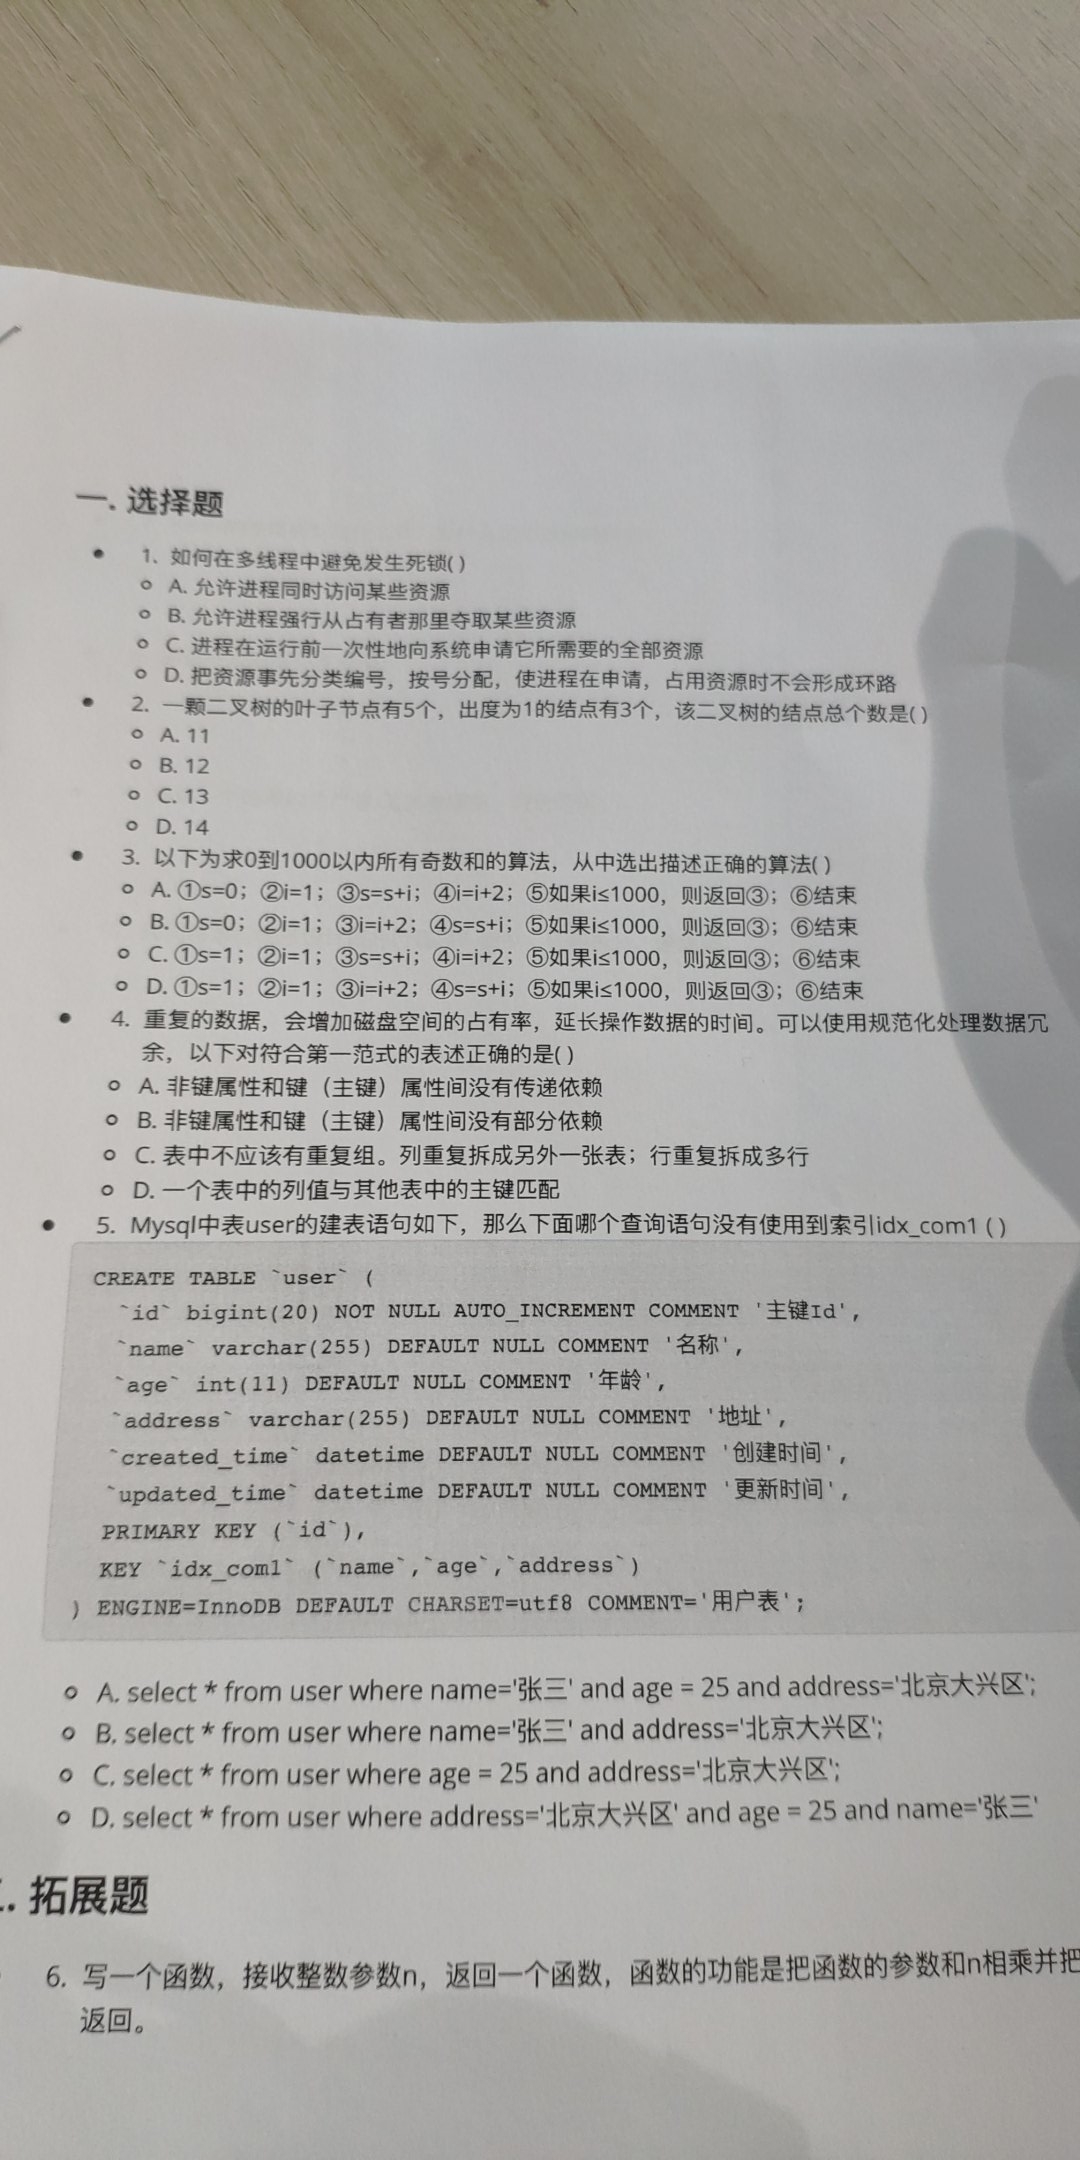 一. 选择题
1、如何在多线程中避免发生死锁( )
A. 允许进程同时访问某些资源
B. 允许进程强行从占有者那里夺取某些资源
C. 进程在运行前一次性地向系统申请它所需要的全部资源
D. 把资源事先分类编号，按号分配，使进程在申请，占用资源时不会形成环路
2. 一颗二叉树的叶子节点有5个，出度为1的结点有3个，该二叉树的结点总个数是( )
A. 11
B. 12
C. 13
D. 14
3. 以下为求0到1000以内所有奇数和的算法，从中选出描述正确的算法( )
A. ①s=0；②i=1；③s=s+i；④i=i+2；⑤如果i≤1000，则返回③；⑥结束
B. ①s=0；②i=1；③i=i+2；④s=s+i；⑤如果i≤1000，则返回③；⑥结束
C. ①s=1；②i=1；③s=s+i；④i=i+2；⑤如果i≤1000，则返回③；⑥结束
D. ①s=1；②i=1；③i=i+2；④s=s+i；⑤如果i≤1000，则返回③；⑥结束
4. 重复的数据，会增加磁盘空间的占有率，延长操作数据的时间。可以使用规范化处理数据冗
余，以下对符合第一范式的表述正确的是( )
A. 非键属性和键（主键）属性间没有传递依赖
B. 非键属性和键（主键）属性间没有部分依赖
C. 表中不应该有重复组。列重复拆成另外一张表；行重复拆成多行
D. 一个表中的列值与其他表中的主键匹配
5. Mysql中表user的建表语句如下，那么下面哪个查询语句没有使用到索引idx_com1 ( )
CREATE TABLE `user` (
`id` bigint(20) NOT NULL AUTO_INCREMENT COMMENT '主键Id',
`name` varchar(255) DEFAULT NULL COMMENT '名称',
`age` int(11) DEFAULT NULL COMMENT '年龄',
`address` varchar(255) DEFAULT NULL COMMENT '地址',
`created_time` datetime DEFAULT NULL COMMENT '创建时间',
`updated_time` datetime DEFAULT NULL COMMENT '更新时间',
PRIMARY KEY (`id`),
KEY `idx_com1` (`name`,`age`,`address`)
) ENGINE=InnoDB DEFAULT CHARSET=utf8 COMMENT='用户表';
A. select * from user where name='张三' and age = 25 and address='北京大兴区';
B. select * from user where name='张三' and address='北京大兴区';
C. select * from user where age = 25 and address='北京大兴区';
D. select * from user where address='北京大兴区' and age = 25 and name='张三'
. 拓展题
6. 写一个函数，接收整数参数n，返回一个函数，函数的功能是把函数的参数和n相乘并把
返回。